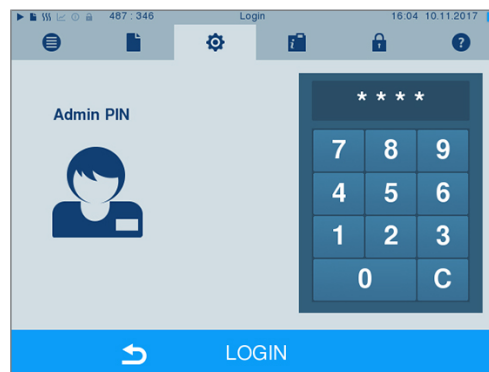 487 : 346 Login 16:04 10.11.2017
i ?
Admin PIN
* * * *
7 8 9
4 5 6
1 2 3
0 C
LOGIN